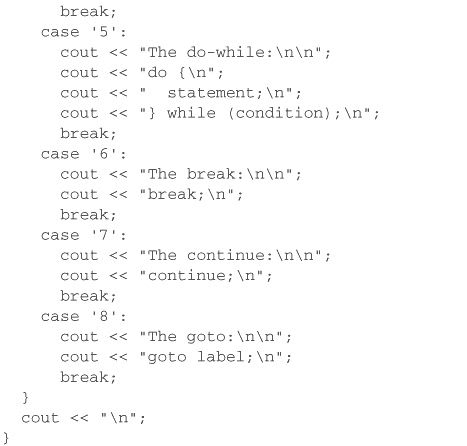 break;
    case '5':
      cout << "The do-while:\n\n";
      cout << "do {\n";
      cout << "  statement;\n";
      cout << "} while (condition);\n";
      break;
    case '6':
      cout << "The break:\n\n";
      cout << "break;\n";
      break;
    case '7':
      cout << "The continue:\n\n";
      cout << "continue;\n";
      break;
    case '8':
      cout << "The goto:\n\n";
      cout << "goto label;\n";
      break;
  }
  cout << "\n";
}